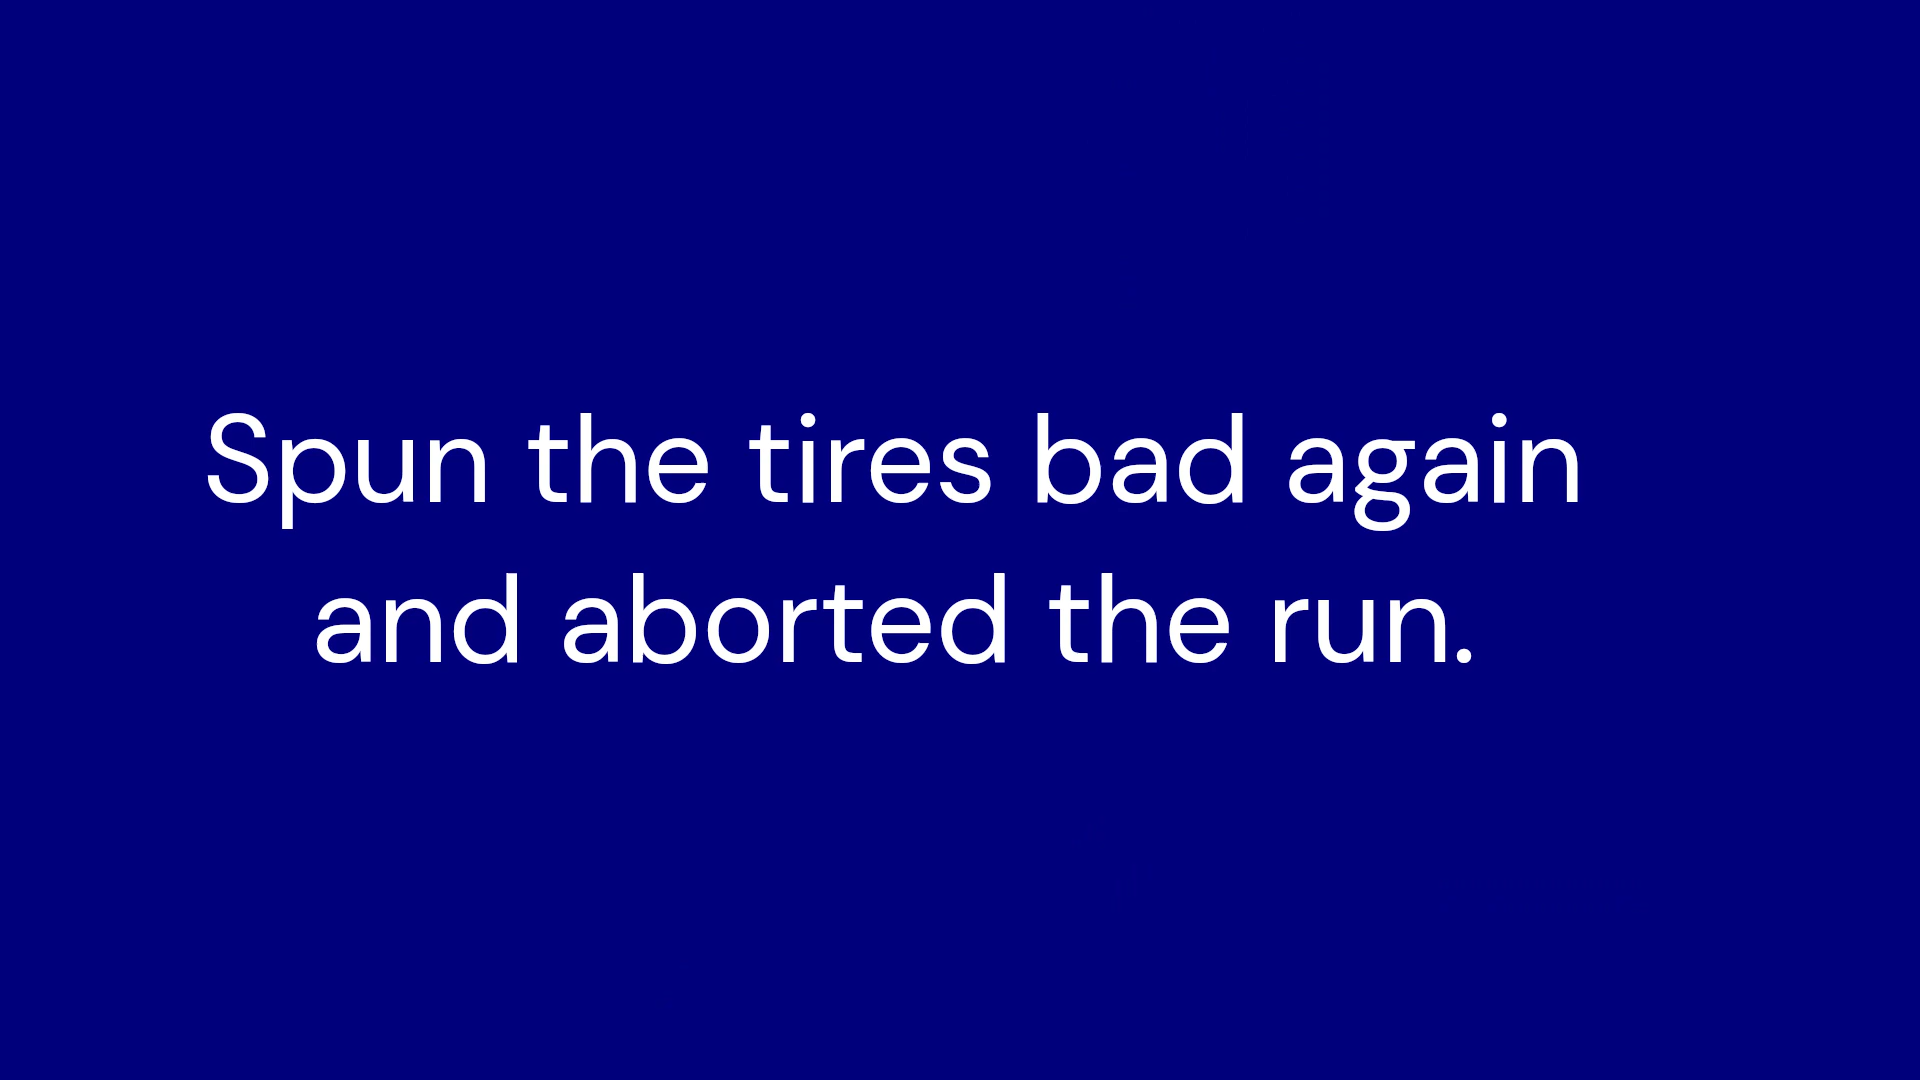 Spun the tires bad again
and aborted the run.